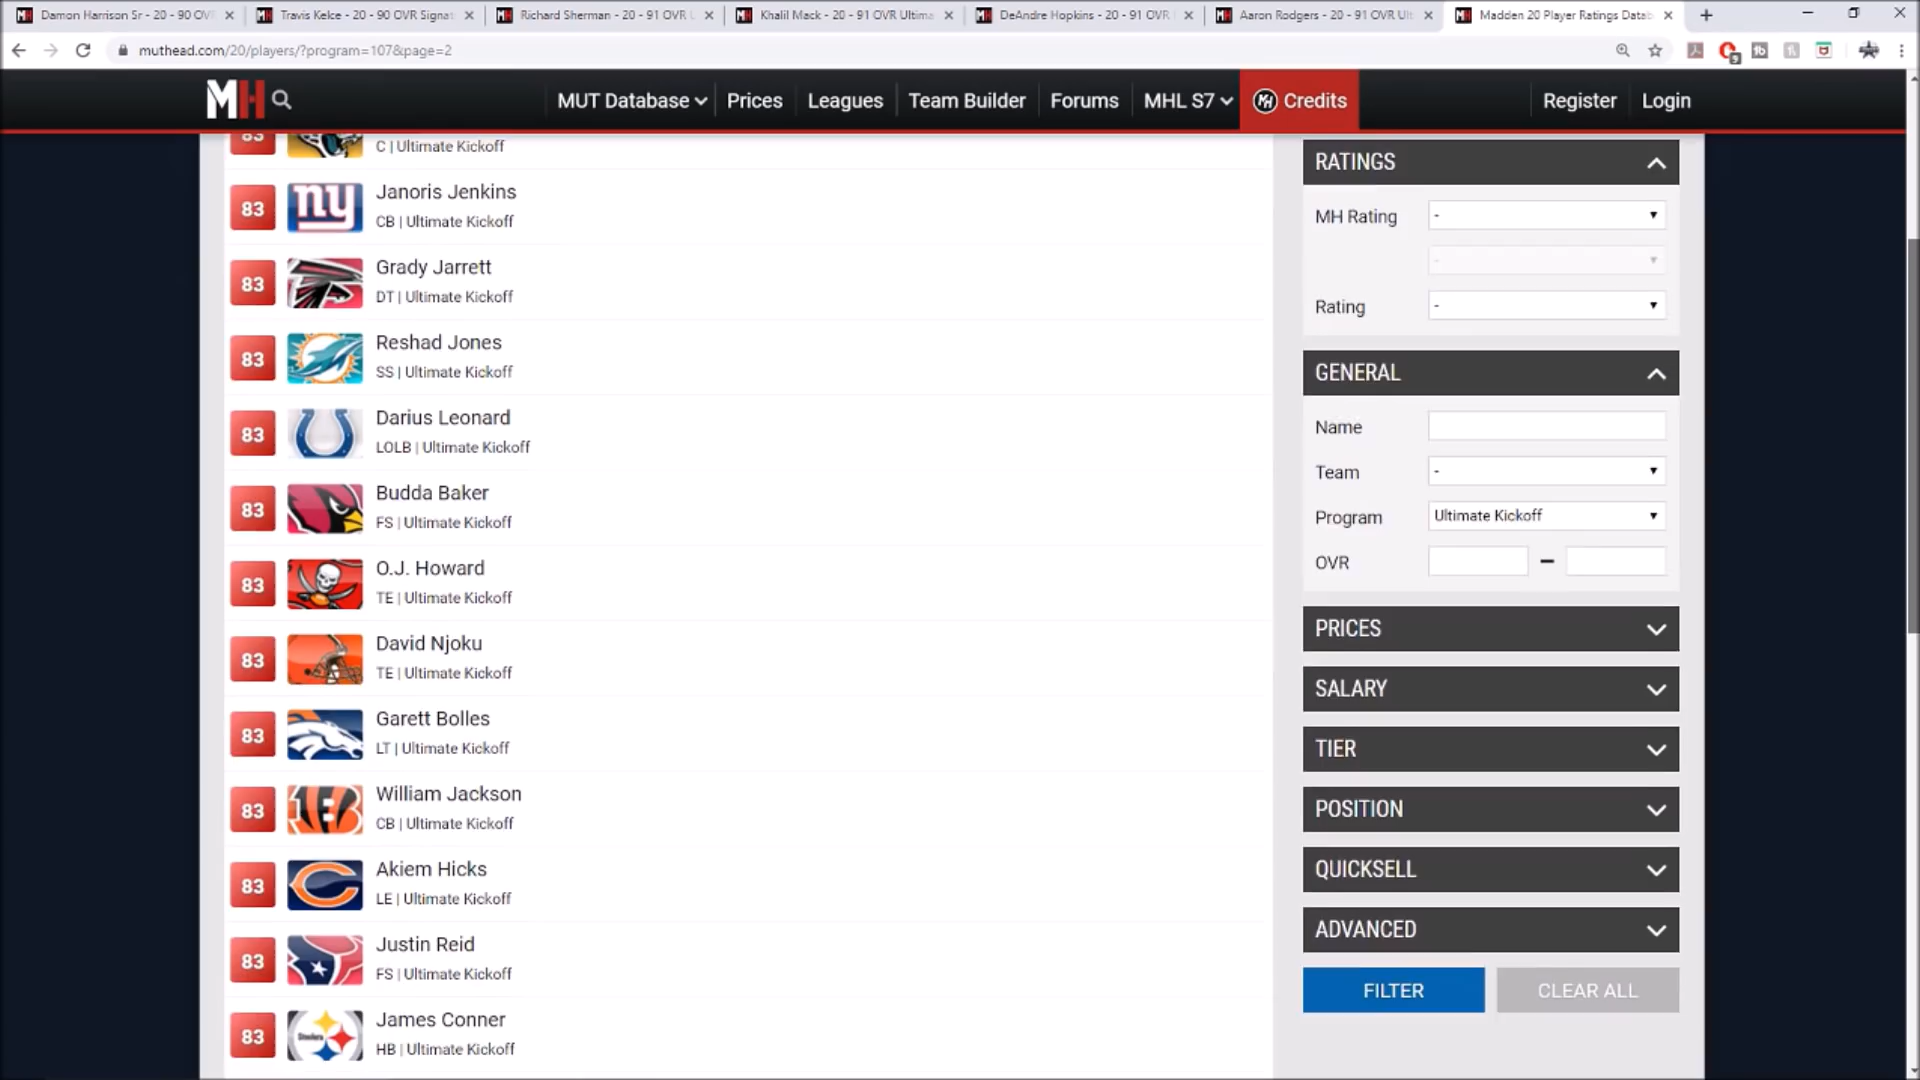 Damon Harrison Sr - 20 - 90 OV
Travis Kelce - 20 - 90 OVR Signat
Richard Sherman - 20 - 91 OVR U
Khalil Mack - 20 - 91 OVR Ultima
DeAndre Hopkins - 20 - 91 OVR
Aaron Rodgers - 20 - 91 OVR Ult
Madden 20 Player Ratings Datab
muthead.com/20/players/?program=107&page=2
MH
MUT Database
Prices
Leagues
Team Builder
Forums
MHL S7
Credits
Register
Login
83
C | Ultimate Kickoff
83
ny
Janoris Jenkins
CB | Ultimate Kickoff
83
Grady Jarrett
DT | Ultimate Kickoff
83
Reshad Jones
SS | Ultimate Kickoff
83
Darius Leonard
LOLB | Ultimate Kickoff
83
Budda Baker
FS | Ultimate Kickoff
83
O.J. Howard
TE | Ultimate Kickoff
83
David Njoku
TE | Ultimate Kickoff
83
Garett Bolles
LT | Ultimate Kickoff
83
William Jackson
CB | Ultimate Kickoff
83
Akiem Hicks
LE | Ultimate Kickoff
83
Justin Reid
FS | Ultimate Kickoff
83
Steelers
James Conner
HB | Ultimate Kickoff
RATINGS
MH Rating
-
-
Rating
-
GENERAL
Name
Team
-
Program
Ultimate Kickoff
OVR
–
PRICES
SALARY
TIER
POSITION
QUICKSELL
ADVANCED
FILTER
CLEAR ALL